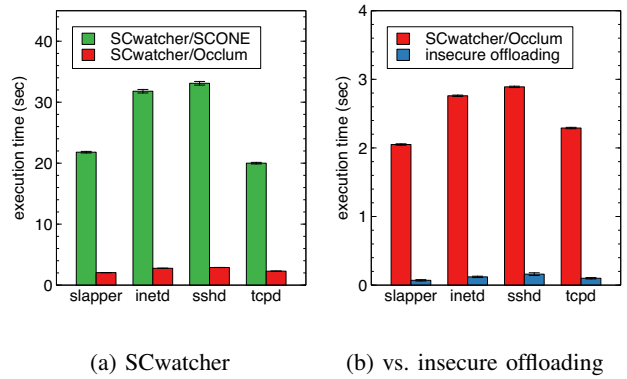 execution time (sec)
40
30
20
10
0
SCwatcher/SCONE
SCwatcher/Occlum
slapper inetd sshd tcpd
(a) SCwatcher
execution time (sec)
4
3
2
1
0
SCwatcher/Occlum
insecure offloading
slapper inetd sshd tcpd
(b) vs. insecure offloading